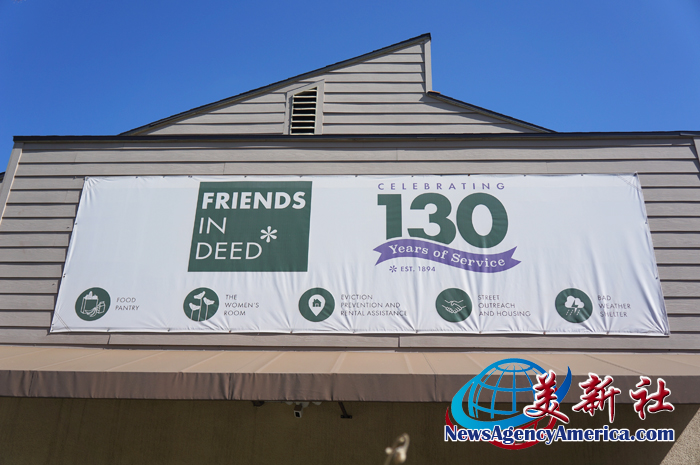 FRIENDS
IN
DEED*
CELEBRATING
130
Years of Service
* EST. 1894
FOOD
PANTRY
THE
WOMEN'S
ROOM
EVICTION
PREVENTION AND
RENTAL ASSISTANCE
STREET
OUTREACH
AND HOUSING
BAD
WEATHER
SHELTER
美新社
NewsAgencyAmerica.com